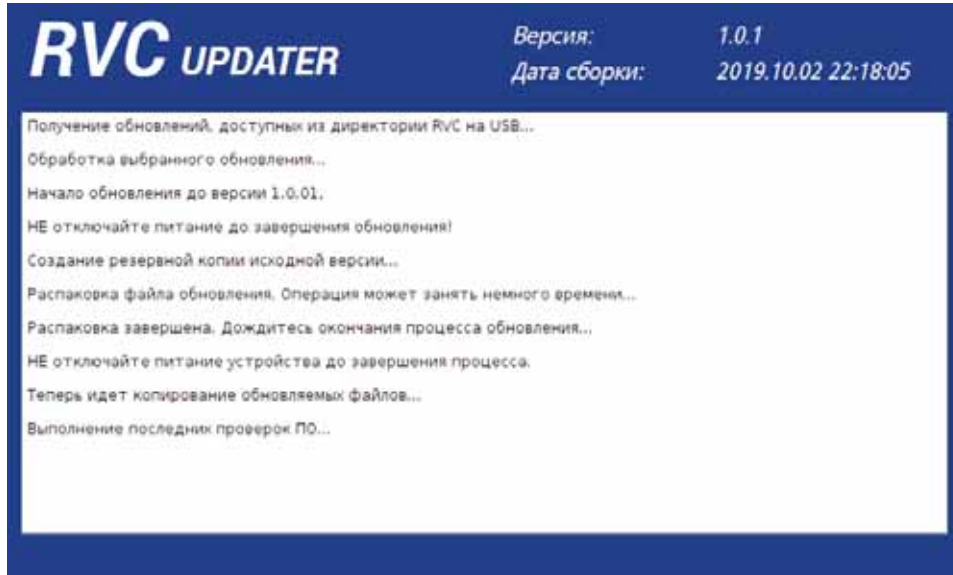 RVC UPDATER
Версия: 1.0.1
Дата сборки: 2019.10.02 22:18:05
Получение обновлений, доступных из директории RVC на USB...
Обработка выбранного обновления...
Начало обновления до версии 1.0.01.
НЕ отключайте питание до завершения обновления!
Создание резервной копии исходной версии...
Распаковка файла обновления. Операция может занять немного времени...
Распаковка завершена. Дождитесь окончания процесса обновления...
НЕ отключайте питание устройства до завершения процесса.
Теперь идет копирование обновляемых файлов...
Выполнение последних проверок ПО...